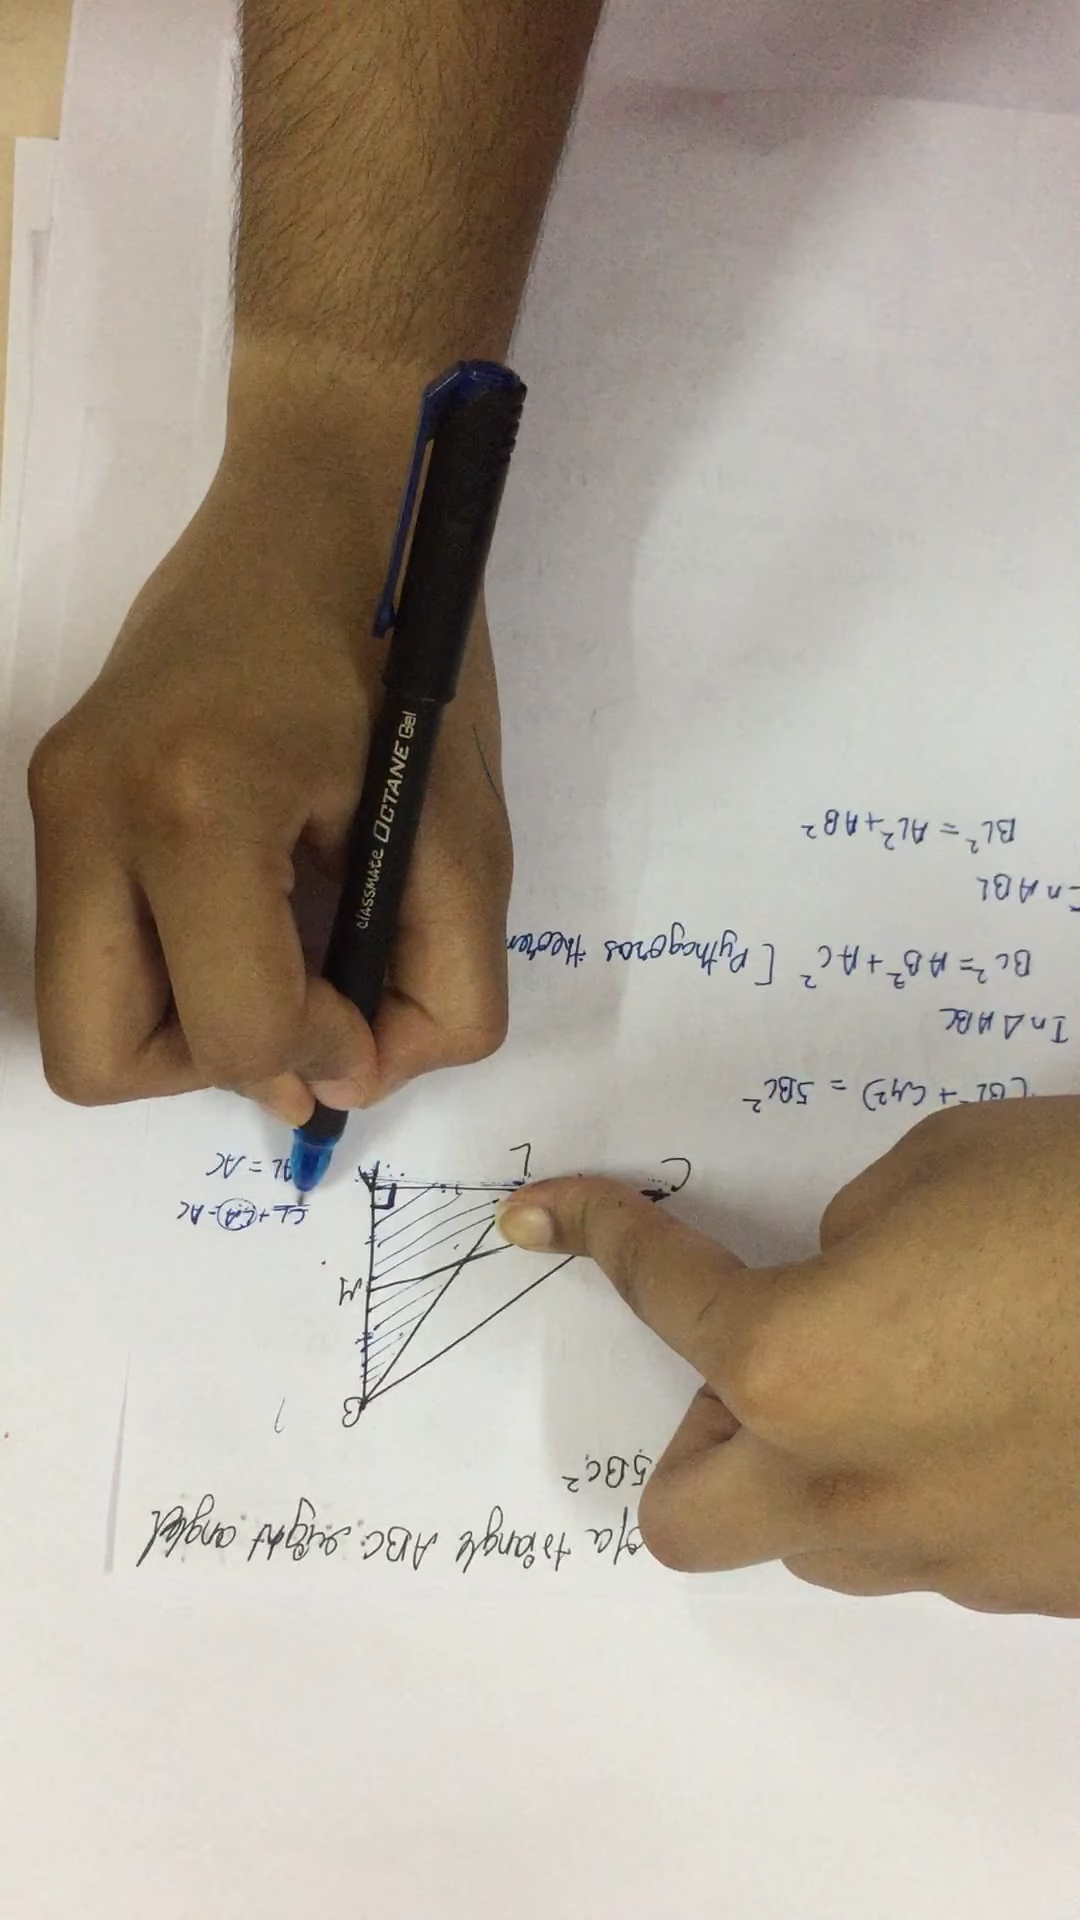 of a triangle ABC right angled
5BC²
B
M
L
C
CL + LA = AC
AL = AC
+ CM²) = 5BC²
In Δ ABC
BC² = AB² + AC² [Pythagoras theorem
In ABL
BL² = AL² + AB²
classmate OCTANE Gel